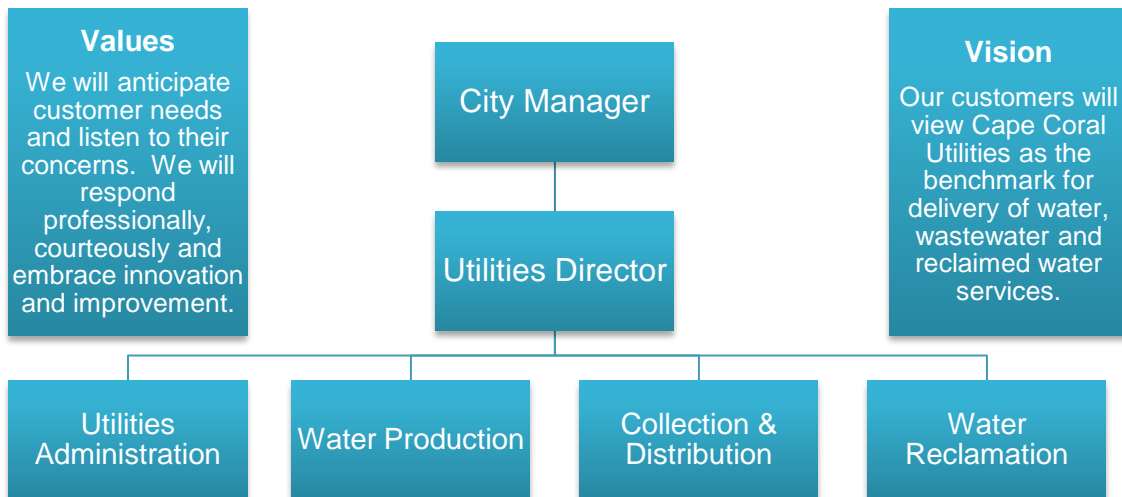 Values
We will anticipate
customer needs
and listen to their
concerns.  We will
respond
professionally,
courteously and
embrace innovation
and improvement.
City Manager
Vision
Our customers will
view Cape Coral
Utilities as the
benchmark for
delivery of water,
wastewater and
reclaimed water
services.
Utilities Director
Utilities
Administration
Water Production
Collection &
Distribution
Water
Reclamation